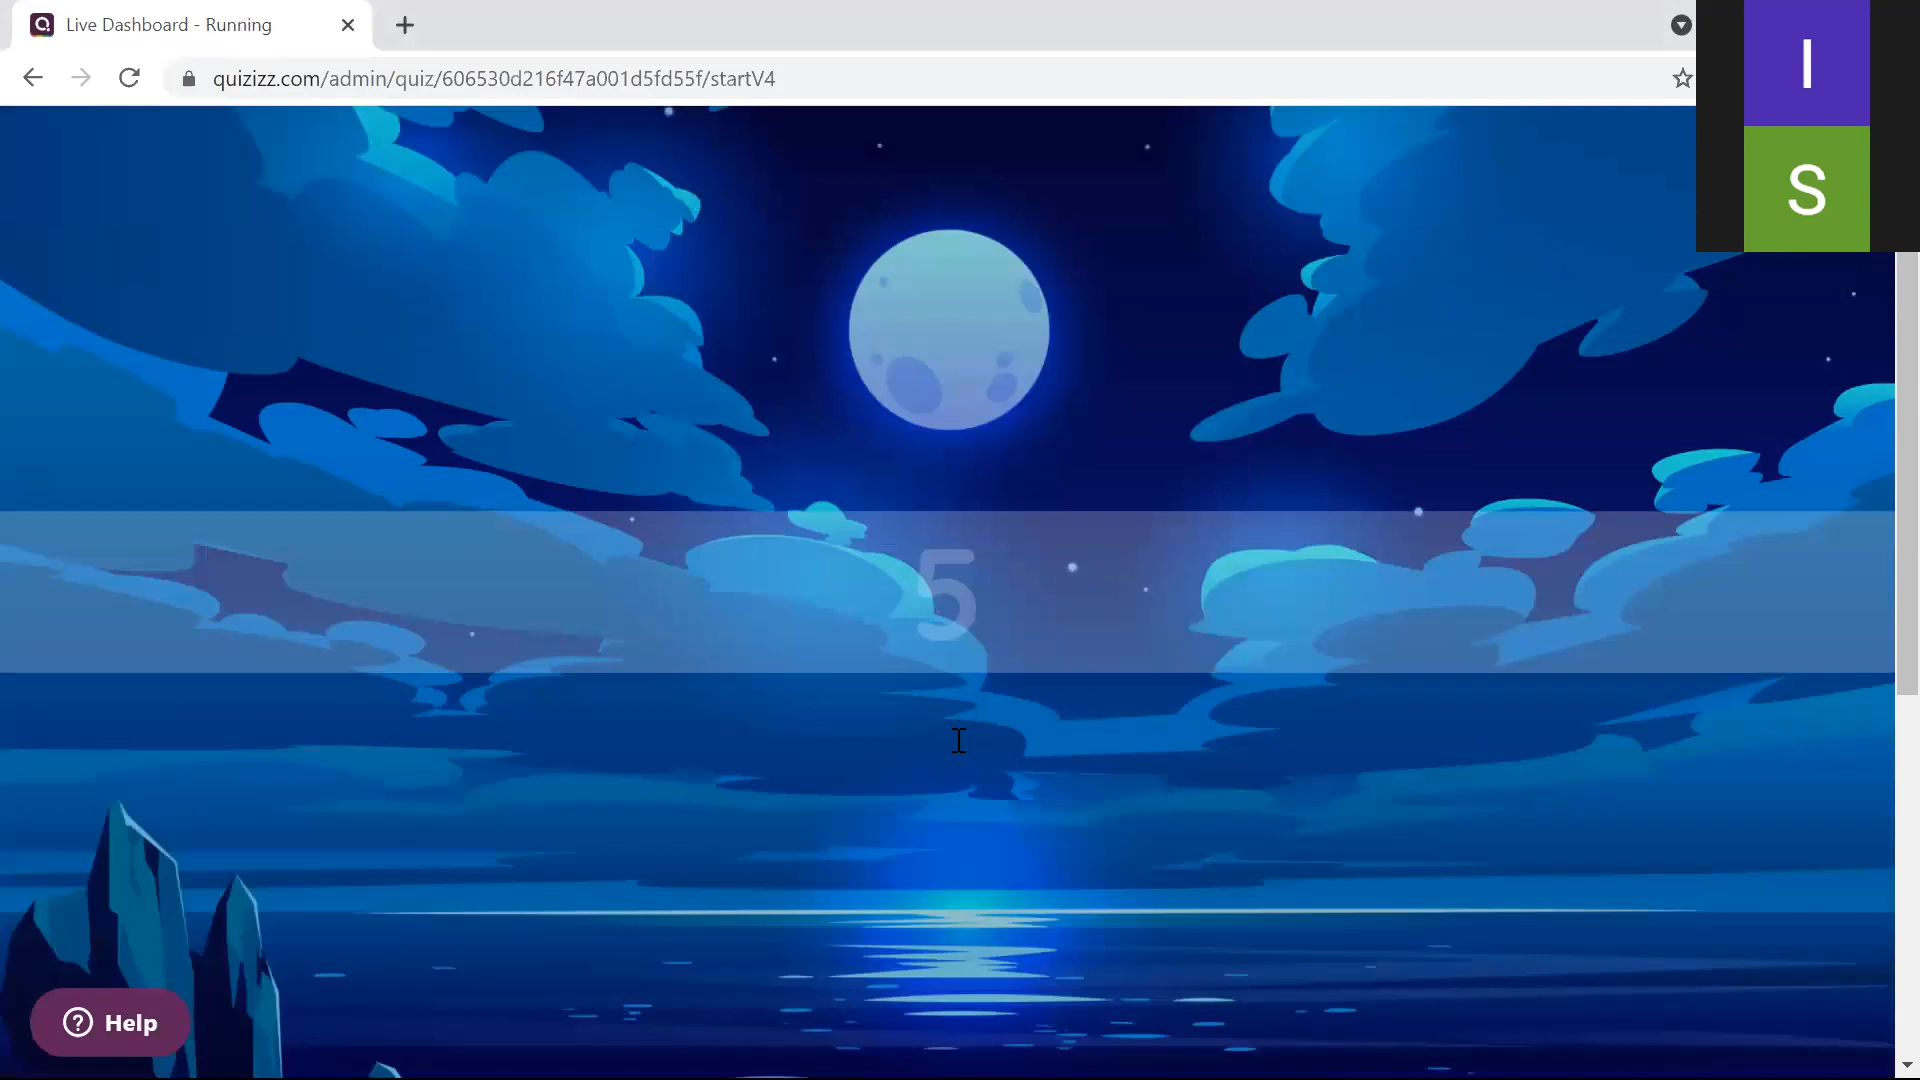 Live Dashboard - Running
quizizz.com/admin/quiz/606530d216f47a001d5fd55f/startV4
I
S
5
Help